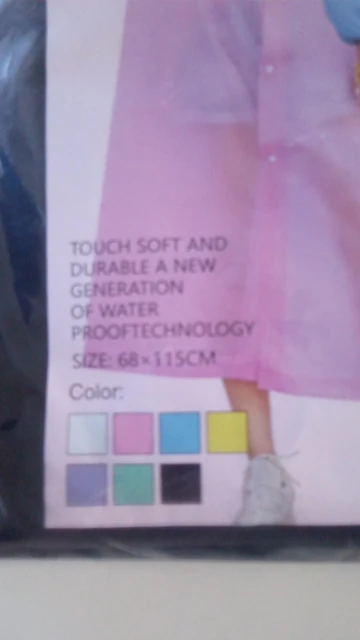 TOUCH SOFT AND
DURABLE A NEW
GENERATION
OF WATER
PROOFTECHNOLOGY
SIZE: 68×115CM
Color: